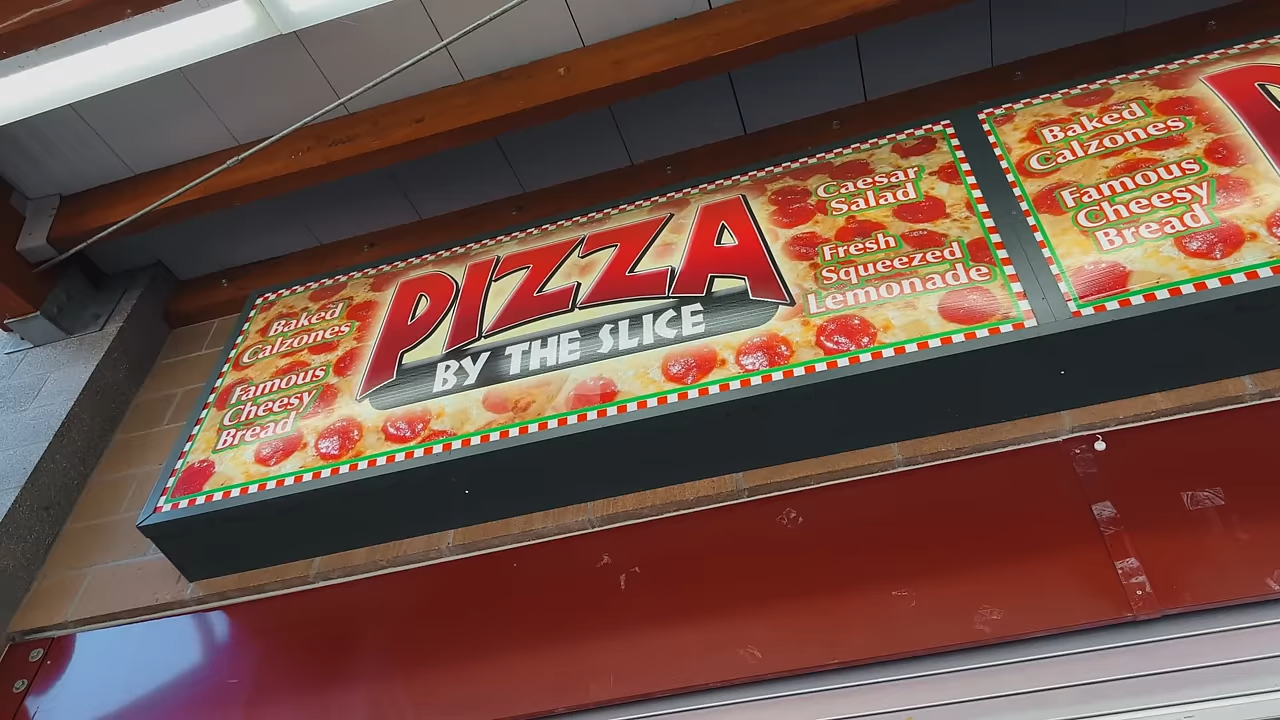 Baked
Calzones
Famous
Cheesy
Bread
PIZZA
BY THE SLICE
Caesar
Salad
Fresh
Squeezed
Lemonade
Baked
Calzones
Famous
Cheesy
Bread